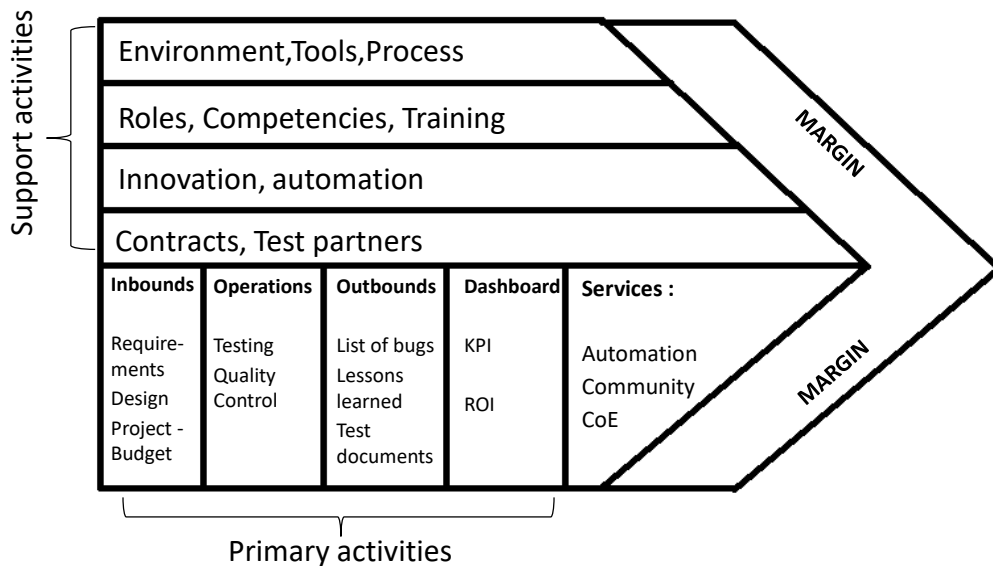 Support activities
Environment,Tools,Process
Roles, Competencies, Training
Innovation, automation
Contracts, Test partners
MARGIN
MARGIN
Inbounds
Require-
ments
Design
Project -
Budget
Operations
Testing
Quality
Control
Outbounds
List of bugs
Lessons
learned
Test
documents
Dashboard
KPI
ROI
Services :
Automation
Community
CoE
Primary activities